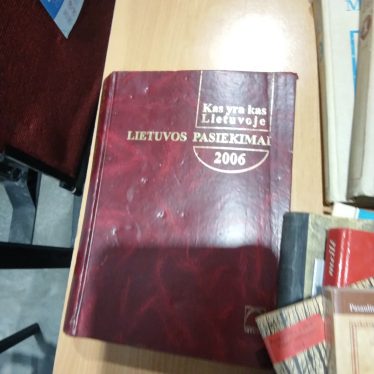 Kas yra kas
Lietuvoje
LIETUVOS PASIEKIMAI
2006